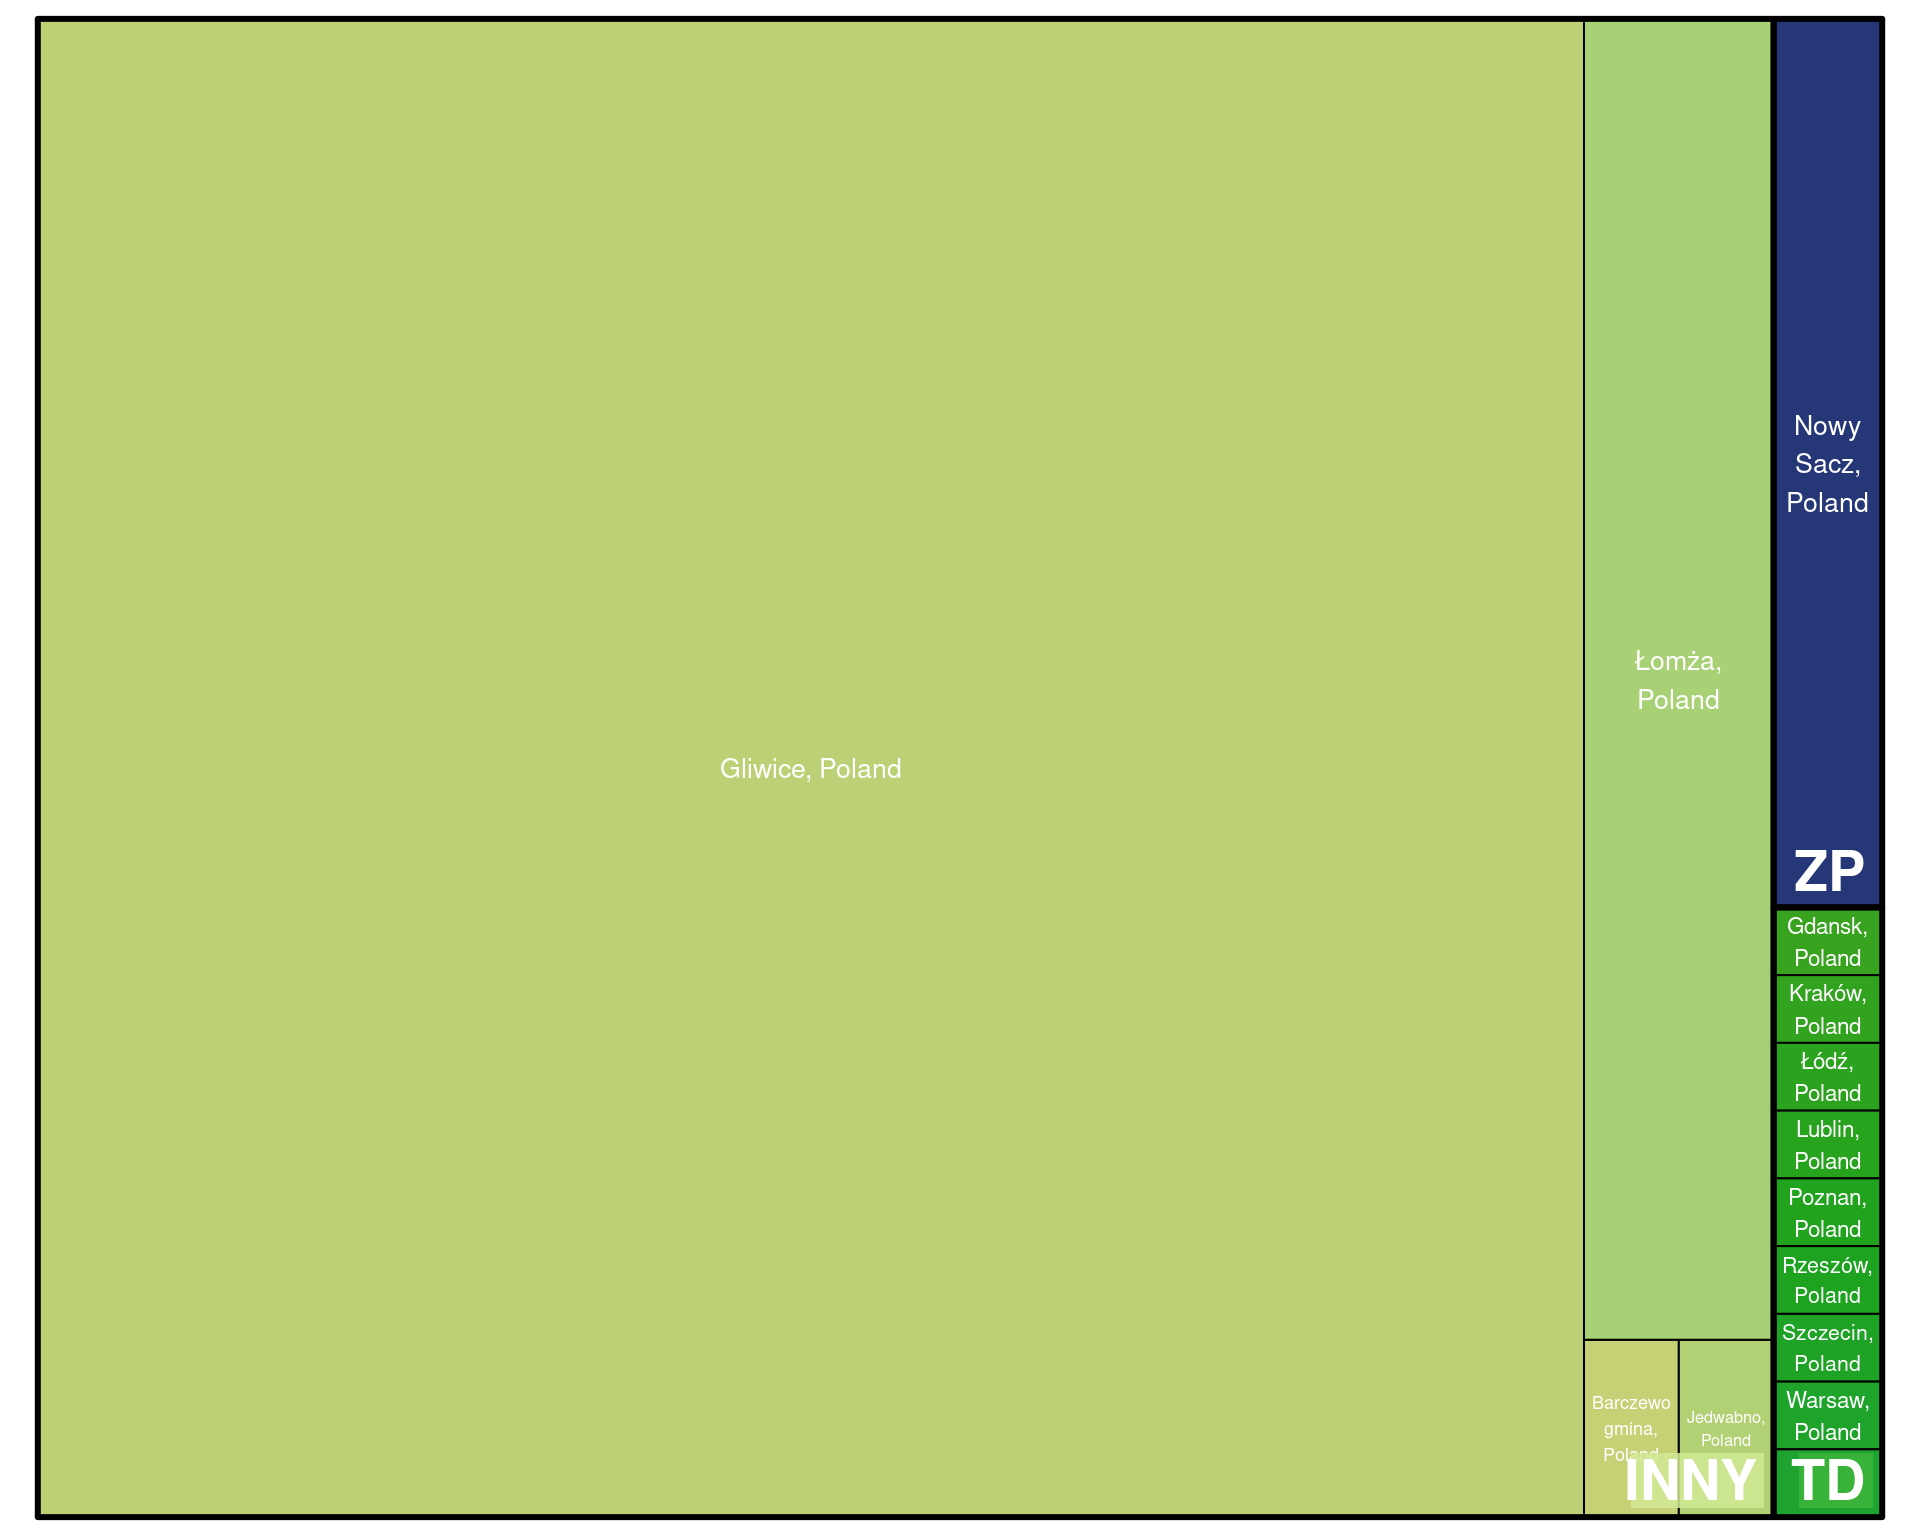 Gliwice, Poland
Łomża,
Poland
Barczewo
gmina,
Poland
Jedwabno,
Poland
INNY
Nowy
Sacz,
Poland
ZP
Gdansk,
Poland
Kraków,
Poland
Łódź,
Poland
Lublin,
Poland
Poznan,
Poland
Rzeszów,
Poland
Szczecin,
Poland
Warsaw,
Poland
TD